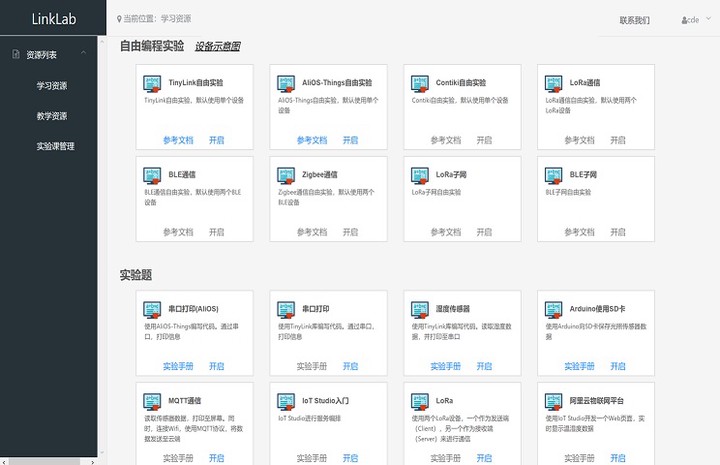 LinkLab
当前位置：学习资源
联系我们
cde
资源列表
学习资源
教学资源
实验课管理
自由编程实验 设备示意图
TinyLink自由实验
TinyLink自由实验，默认使用单个设备
参考文档 开启
AliOS-Things自由实验
AliOS-Things自由实验，默认使用单个
设备
参考文档 开启
Contiki自由实验
Contiki自由实验，默认使用单个设备
参考文档 开启
LoRa通信
LoRa通信自由实验，默认使用两个
LoRa设备
参考文档 开启
BLE通信
BLE通信自由实验，默认使用两个BLE
设备
参考文档 开启
Zigbee通信
Zigbee通信自由实验，默认使用两个
BLE设备
参考文档 开启
LoRa子网
LoRa子网自由实验
参考文档 开启
BLE子网
BLE子网自由实验
参考文档 开启
实验题
串口打印(AliOS)
使用AliOS-Things编写代码。通过串
口，打印信息
实验手册 开启
串口打印
使用TinyLink库编写代码。通过串口，
打印信息
实验手册 开启
温度传感器
使用TinyLink库编写代码。读取温度数
据，并打印至串口
实验手册 开启
Arduino使用SD卡
使用Arduino向SD卡保存光照传感器数
据
实验手册 开启
MQTT通信
读取传感器数据，打印至屏幕。同
时，连接Wifi，使用MQTT协议，将数
据发送至云端
实验手册 开启
IoT Studio入门
IoT Studio进行服务编排
实验手册 开启
LoRa
使用两个LoRa设备，一个作为发送端
（Client），另一个作为接收端
（Server）来进行通信
实验手册 开启
阿里云物联网平台
使用IoT Studio开发一个Web页面，实
时显示温湿度数据
实验手册 开启